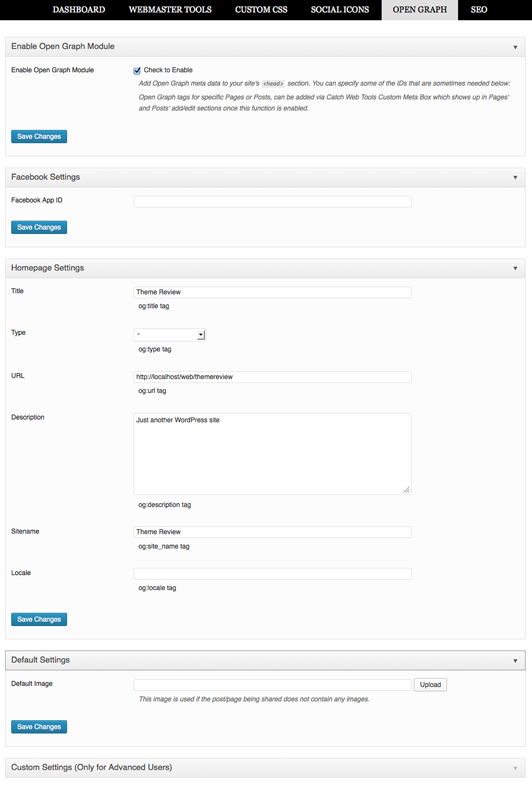 DASHBOARD WEBMASTER TOOLS CUSTOM CSS SOCIAL ICONS OPEN GRAPH SEO
Enable Open Graph Module
Enable Open Graph Module Check to Enable
Add Open Graph meta data to your site's <head> section. You can specify some of the IDs that are sometimes needed below:
Open Graph tags for specific Pages or Posts, can be added via Catch Web Tools Custom Meta Box which shows up in Pages'
and Posts' add/edit sections once this function is enabled.
Save Changes
Facebook Settings
Facebook App ID
Save Changes
Homepage Settings
Title Theme Review
og:title tag
Type -
og:type tag
URL http://localhost/web/themereview
og:url tag
Description Just another WordPress site
og:description tag
Sitename Theme Review
og:site_name tag
Locale
og:locale tag
Save Changes
Default Settings
Default Image Upload
This image is used if the post/page being shared does not contain any images.
Save Changes
Custom Settings (Only for Advanced Users)